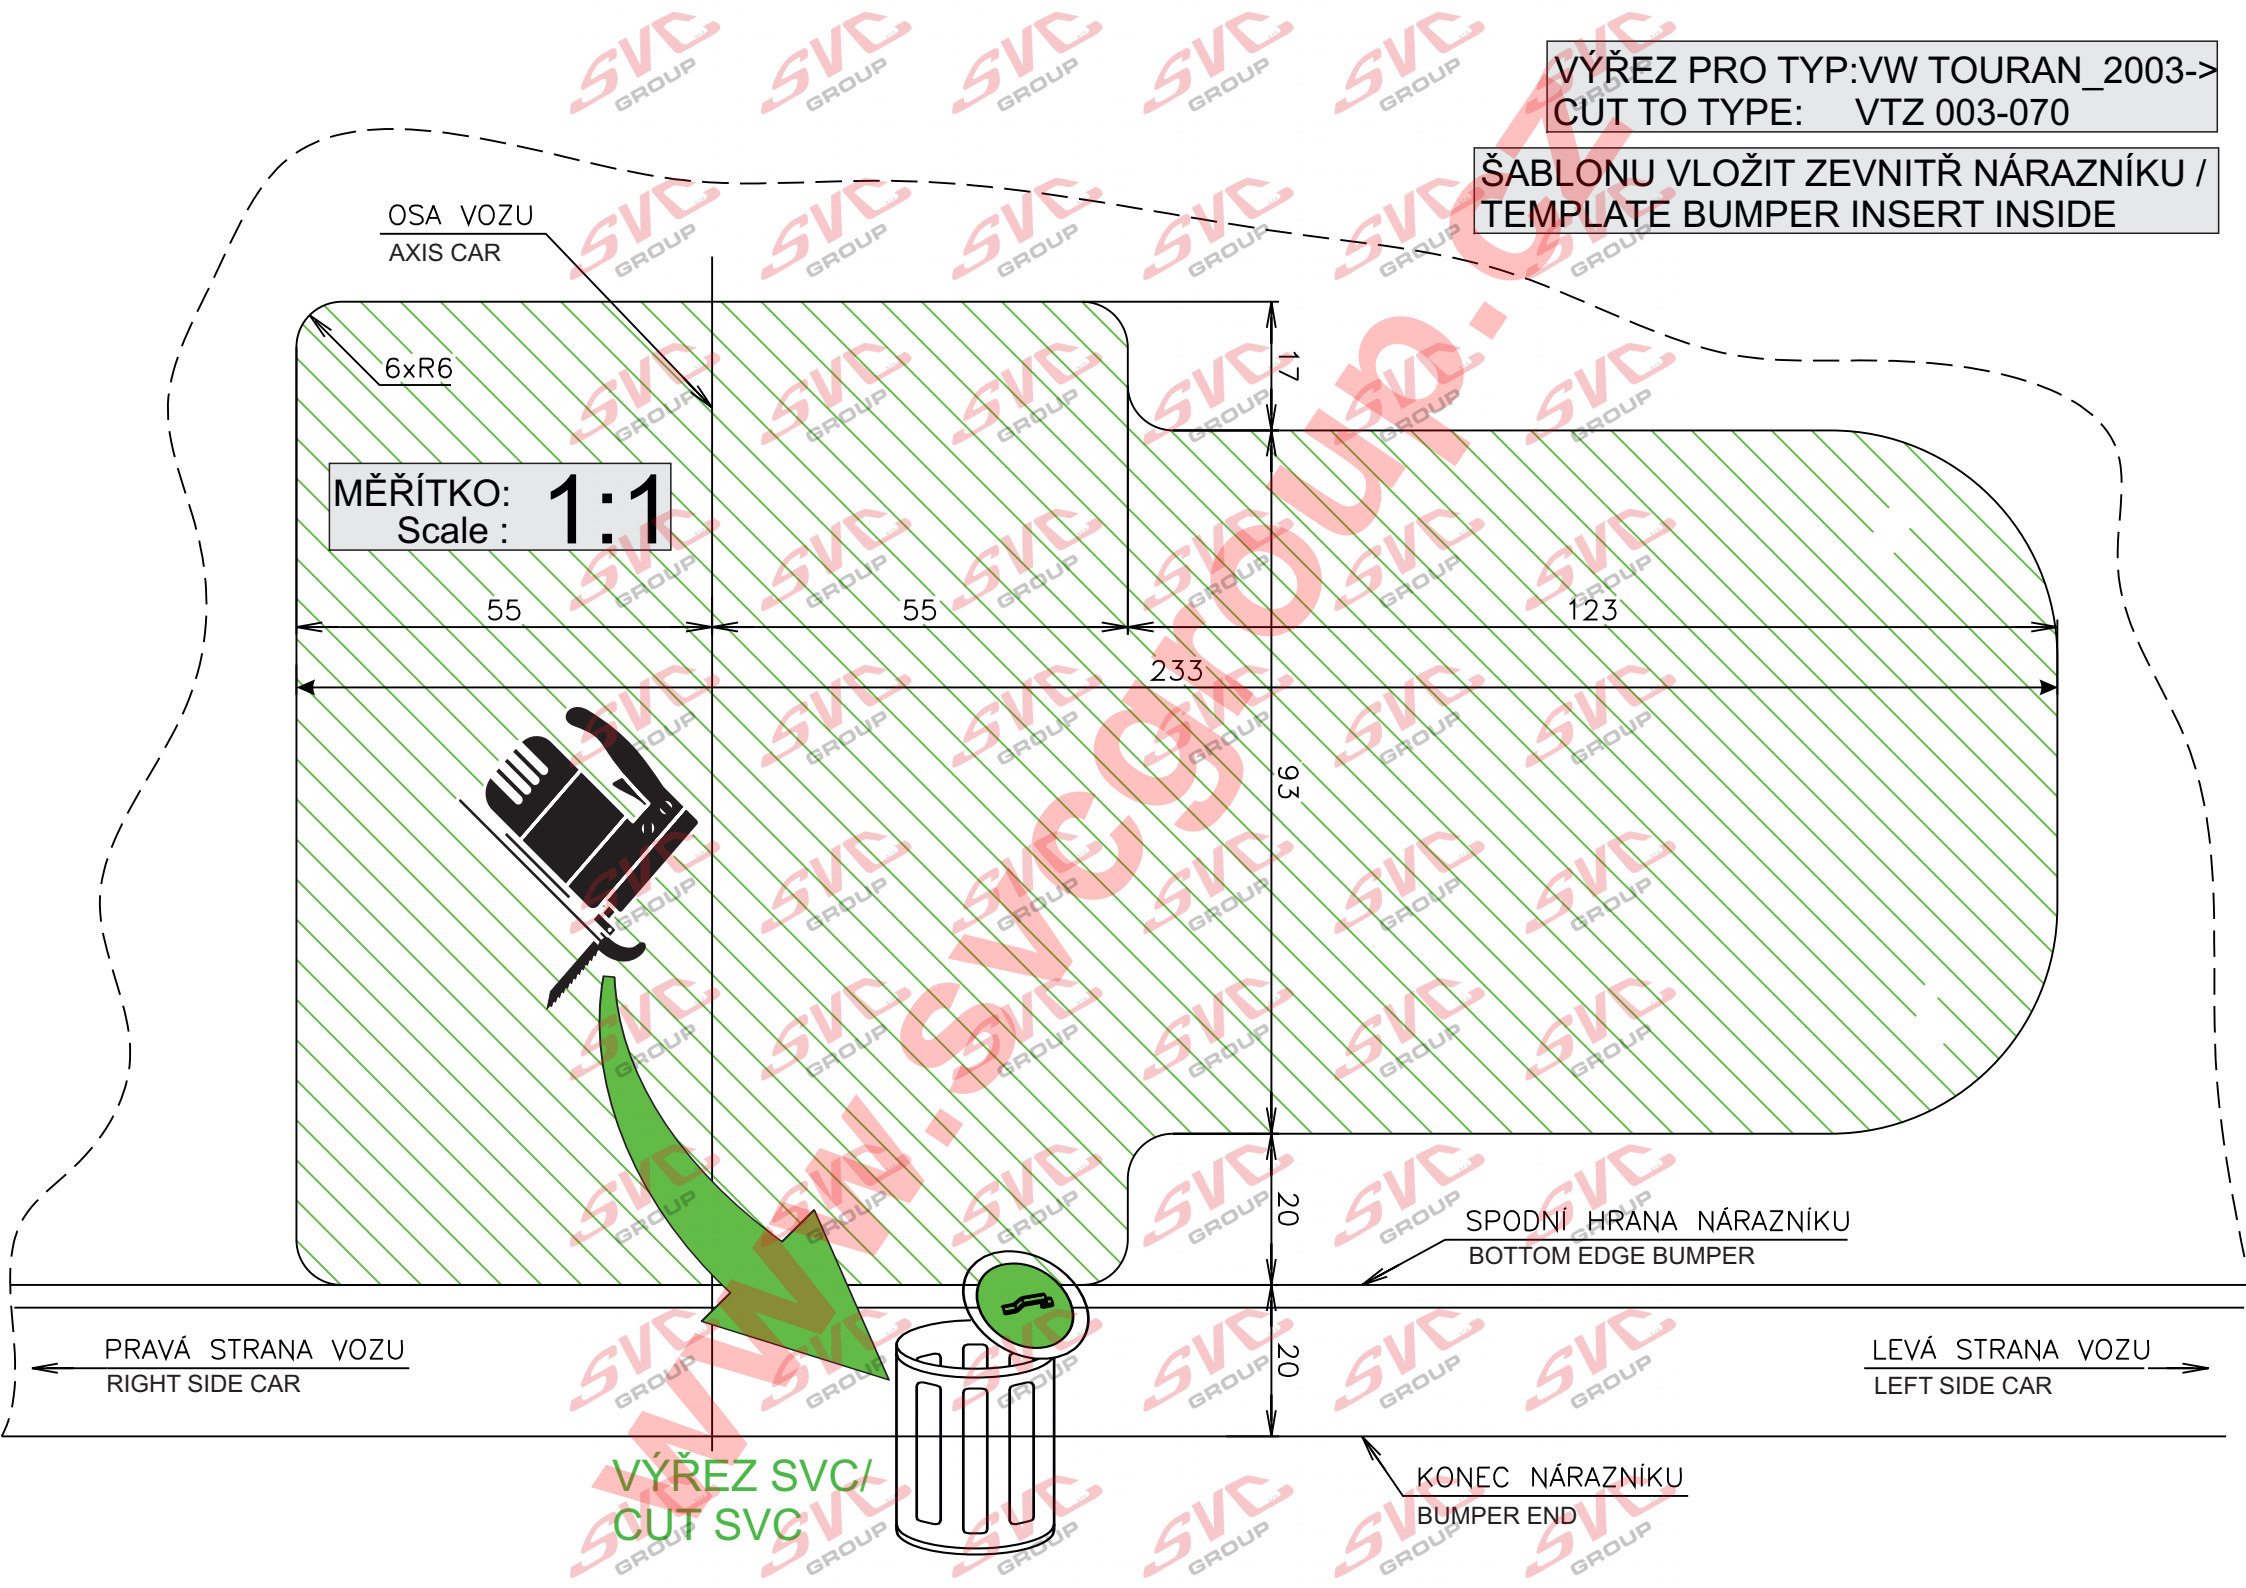 VÝŘEZ PRO TYP:VW TOURAN_2003->
CUT TO TYPE: VTZ 003-070
ŠABLONU VLOŽIT ZEVNITŘ NÁRAZNÍKU /
TEMPLATE BUMPER INSERT INSIDE
OSA VOZU
AXIS CAR
6xR6
17
MĚŘÍTKO: 1:1
Scale :
55
55
123
233
93
20
SPODNÍ HRANA NÁRAZNÍKU
BOTTOM EDGE BUMPER
PRAVÁ STRANA VOZU
RIGHT SIDE CAR
20
LEVÁ STRANA VOZU
LEFT SIDE CAR
VÝŘEZ SVC/
CUT SVC
KONEC NÁRAZNÍKU
BUMPER END
www.svcgroup.cz
SVC
GROUP